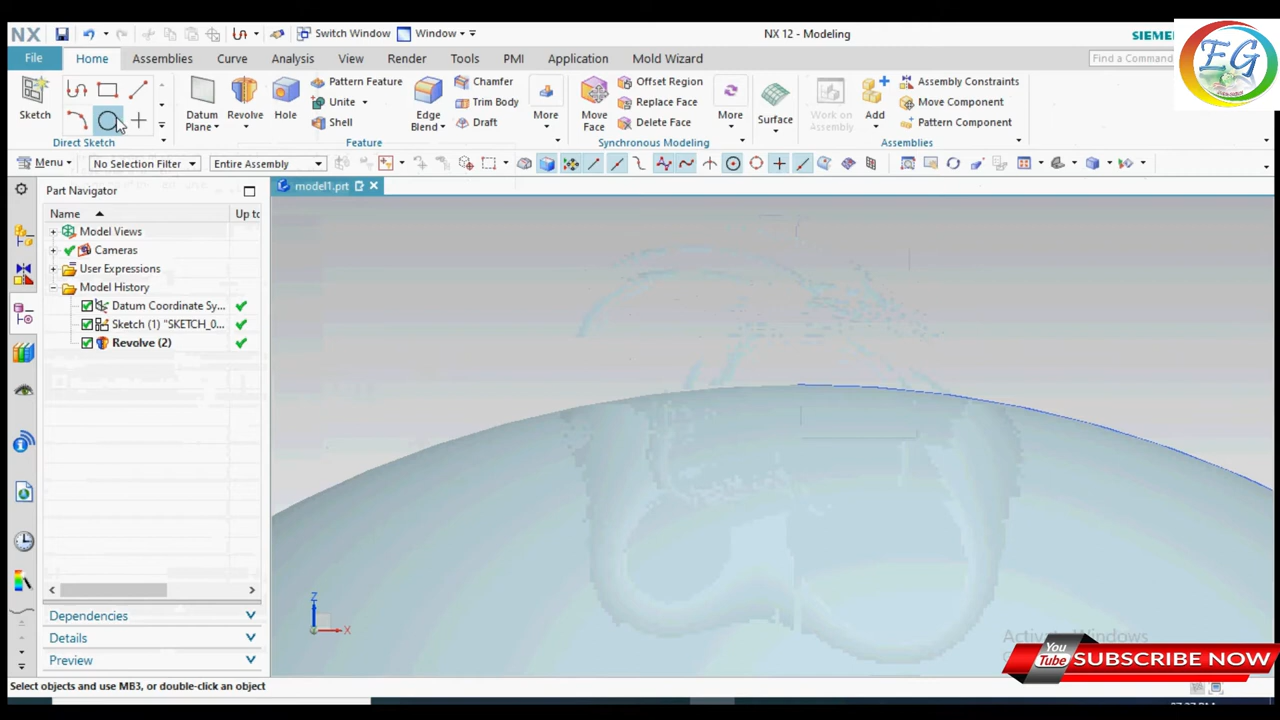 Switch Window Window NX 12 - Modeling SIEME
File Home Assemblies Curve View Analysis Render Tools PMI Application Mold Wizard Find a Command
EG
Sketch
Direct Sketch
Datum Plane Revolve Hole
Pattern Feature
Unite
Shell
Edge Blend
Chamfer
Trim Body
Draft
More
Feature
Move Face
Offset Region
Replace Face
Delete Face
More
Synchronous Modeling
Surface
Work on Assembly
Add
Assembly Constraints
Move Component
Pattern Component
Assemblies
Menu No Selection Filter Entire Assembly
Part Navigator
model1.prt
Name Up to
Model Views
Cameras
User Expressions
Model History
Datum Coordinate Sy...
Sketch (1) "SKETCH_0...
Revolve (2)
Z
X
Dependencies
Details
Preview
Activate Windows
You Tube SUBSCRIBE NOW
Select objects and use MB3, or double-click an object